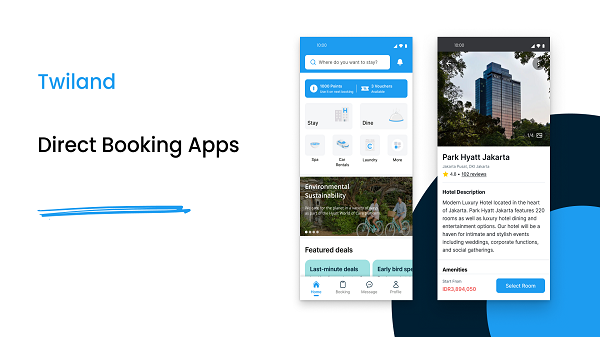 Twiland
Direct Booking Apps
10:00
Where do you want to stay?
1000 Points
3 Vouchers
Available
Stay
Dine
Spa
Car
Rentals
Laundry
More
Environmental
Sustainability
Featured deals
Last-minute deals
Early bird spe
Home
Booking
Message
Profile
10:00
1/4
Park Hyatt Jakarta
Jakarta Pusat, DKI Jakarta
4.6 • 102 reviews
Hotel Description
Modern Luxury Hotel located in the heart
of Jakarta. Park Hyatt Jakarta features 220
rooms as well as luxury hotel dining and
entertainment options. Our hotel will be a
haven for intimate and stylish events
including weddings, corporate functions,
and social gatherings.
Amenities
Start From
IDR3,894,050
Select Room